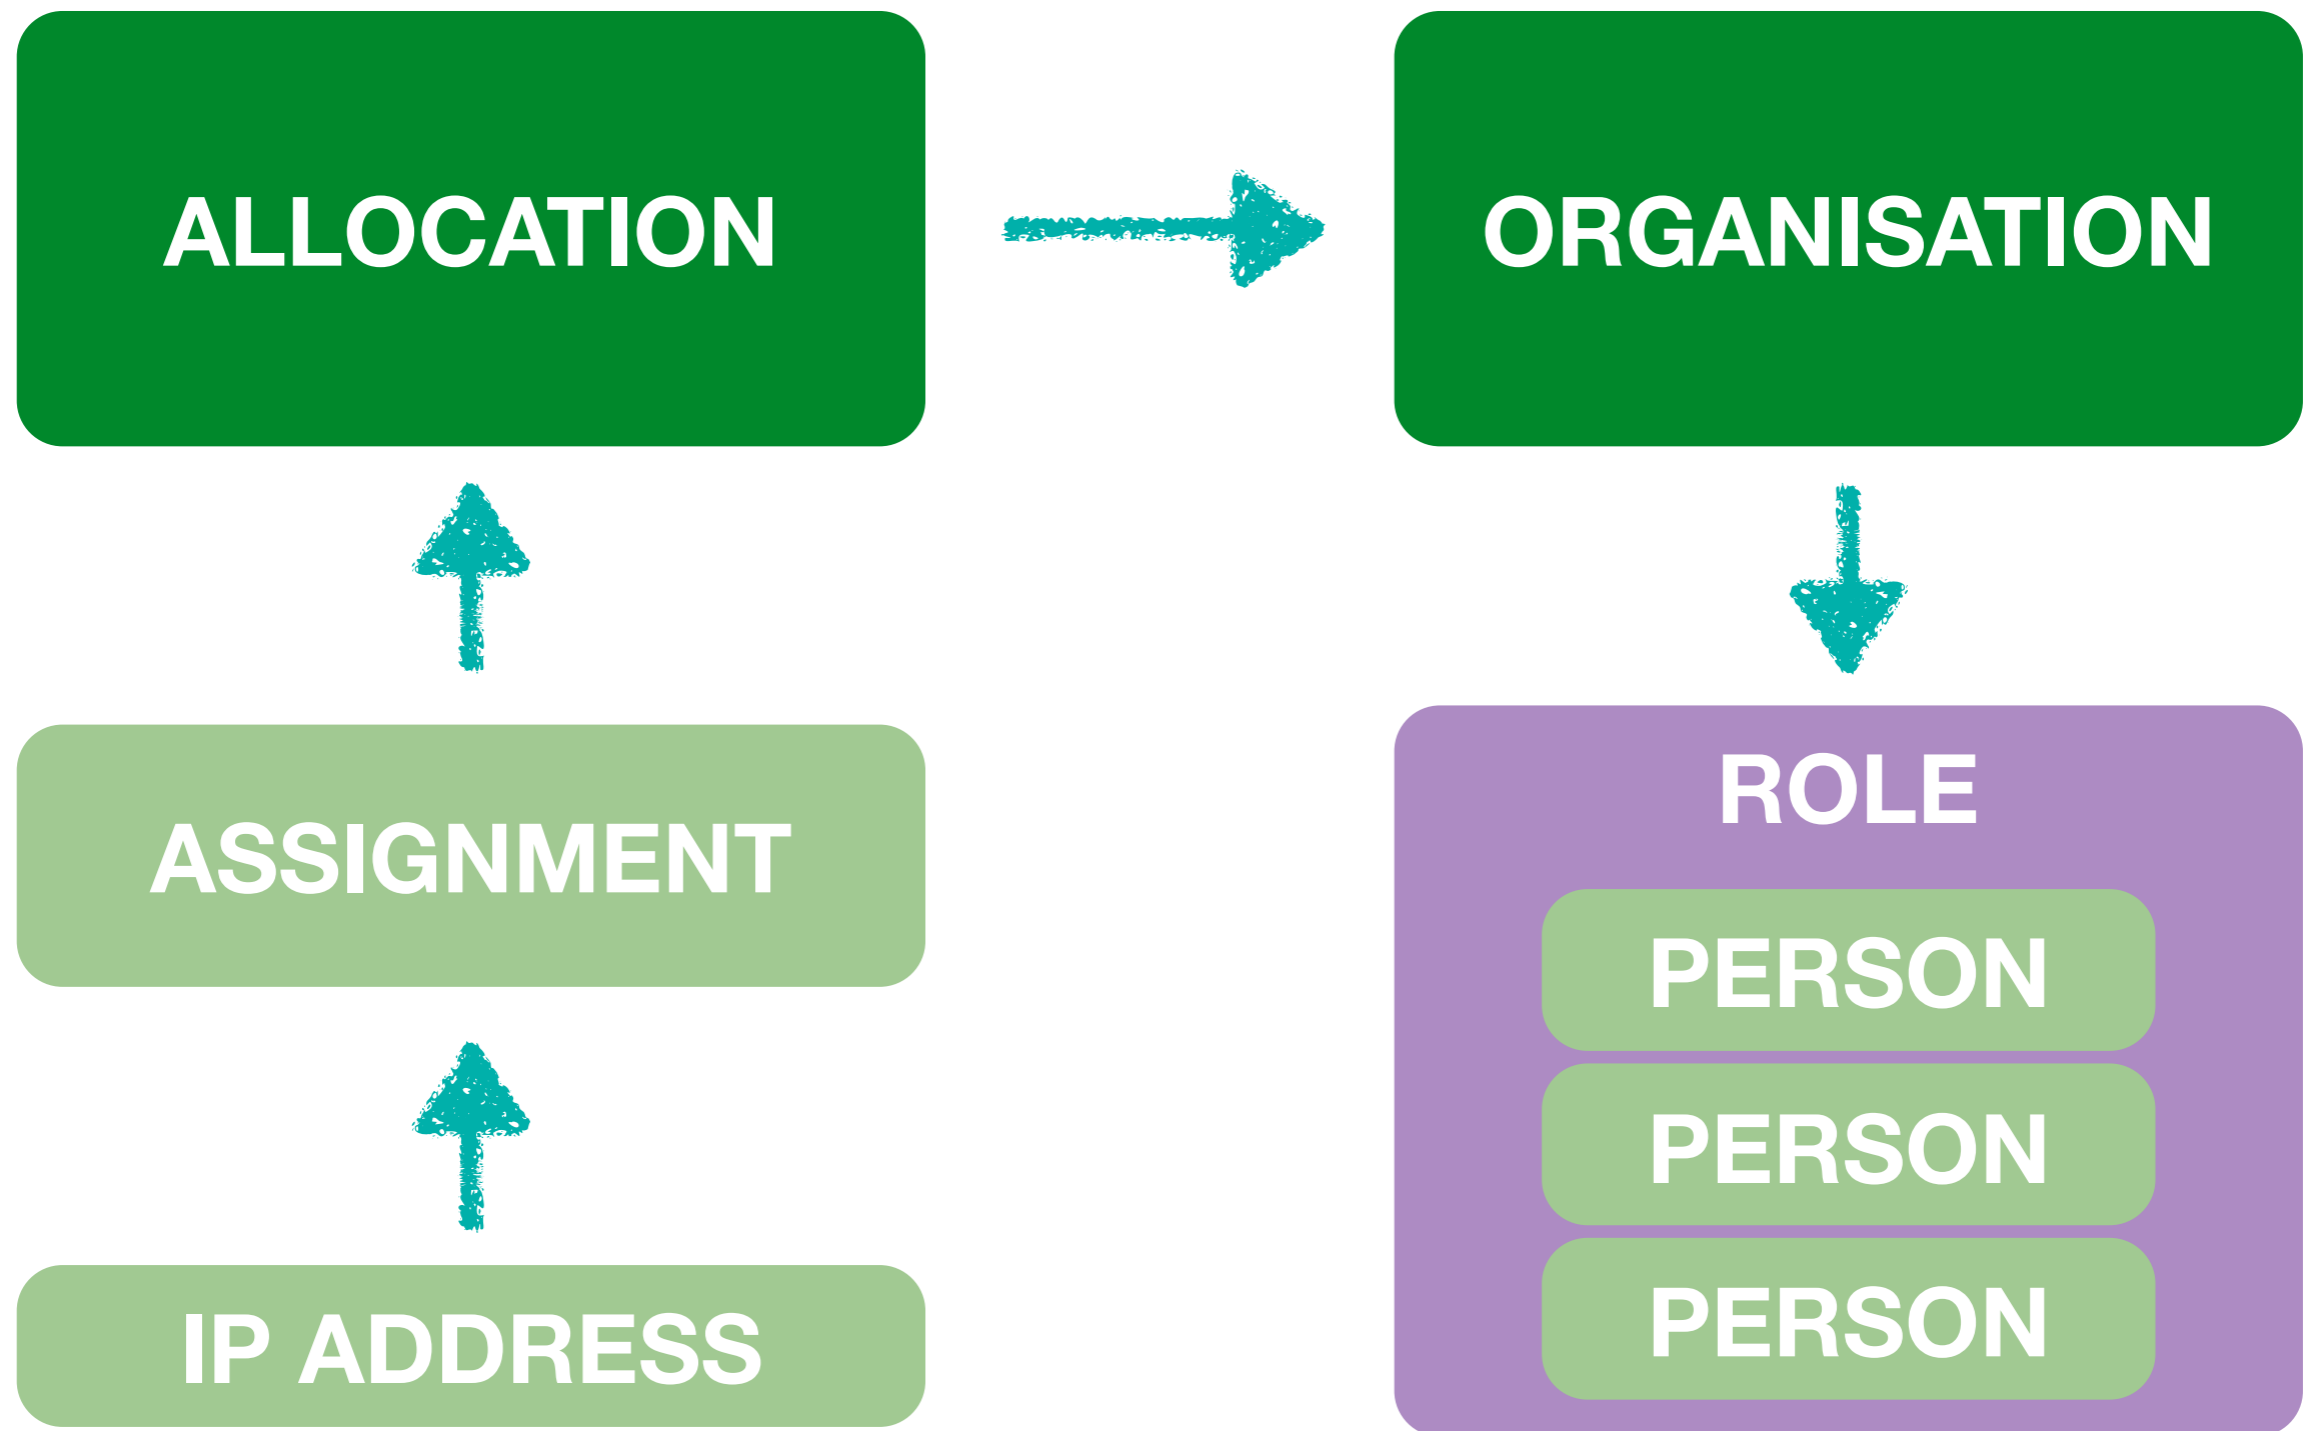 ALLOCATION
ORGANISATION
ASSIGNMENT
IP ADDRESS
ROLE
PERSON
PERSON
PERSON